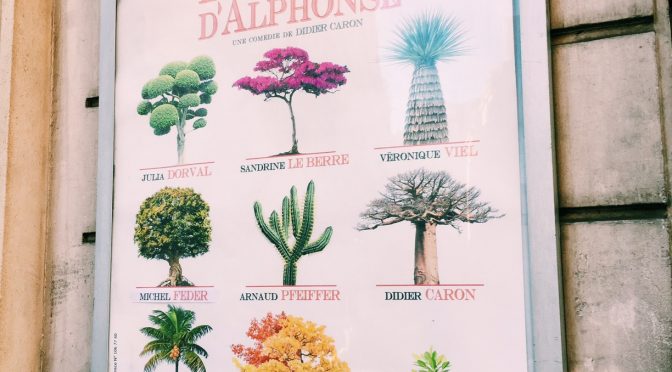 D'ALPHONSE
UNE COMÉDIE DE DIDIER CARON
JULIA DORVAL
SANDRINE LE BERRE
VÉRONIQUE VIEL
MICHEL FEDER
ARNAUD PFEIFFER
DIDIER CARON